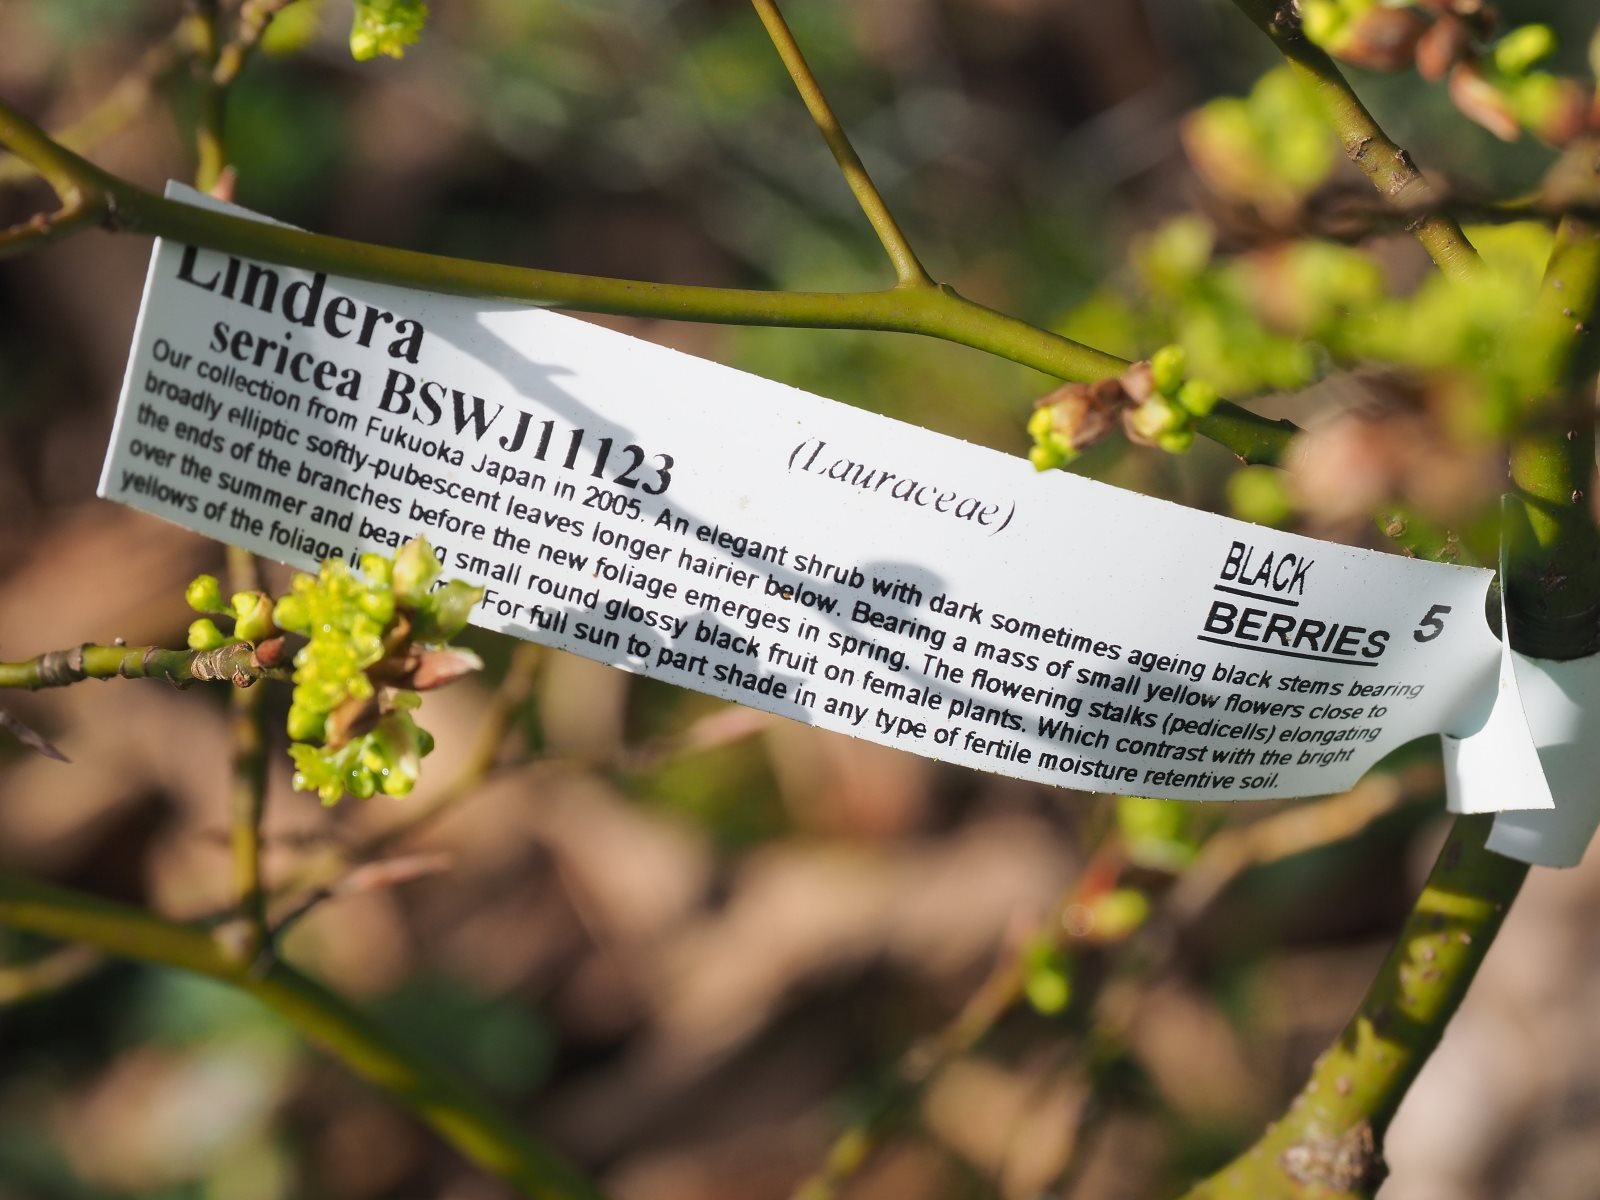 Lindera
sericea BSWJ11123
(Lauraceae)
BLACK
BERRIES
5
Our collection from Fukuoka Japan in 2005. An elegant shrub with dark sometimes ageing black stems bearing
broadly elliptic softly-pubescent leaves longer hairier below. Bearing a mass of small yellow flowers close to
the ends of the branches before the new foliage emerges in spring. The flowering stalks (pedicells) elongating
over the summer and bearing small round glossy black fruit on female plants. Which contrast with the bright
yellows of the foliage For full sun to part shade in any type of fertile moisture retentive soil.